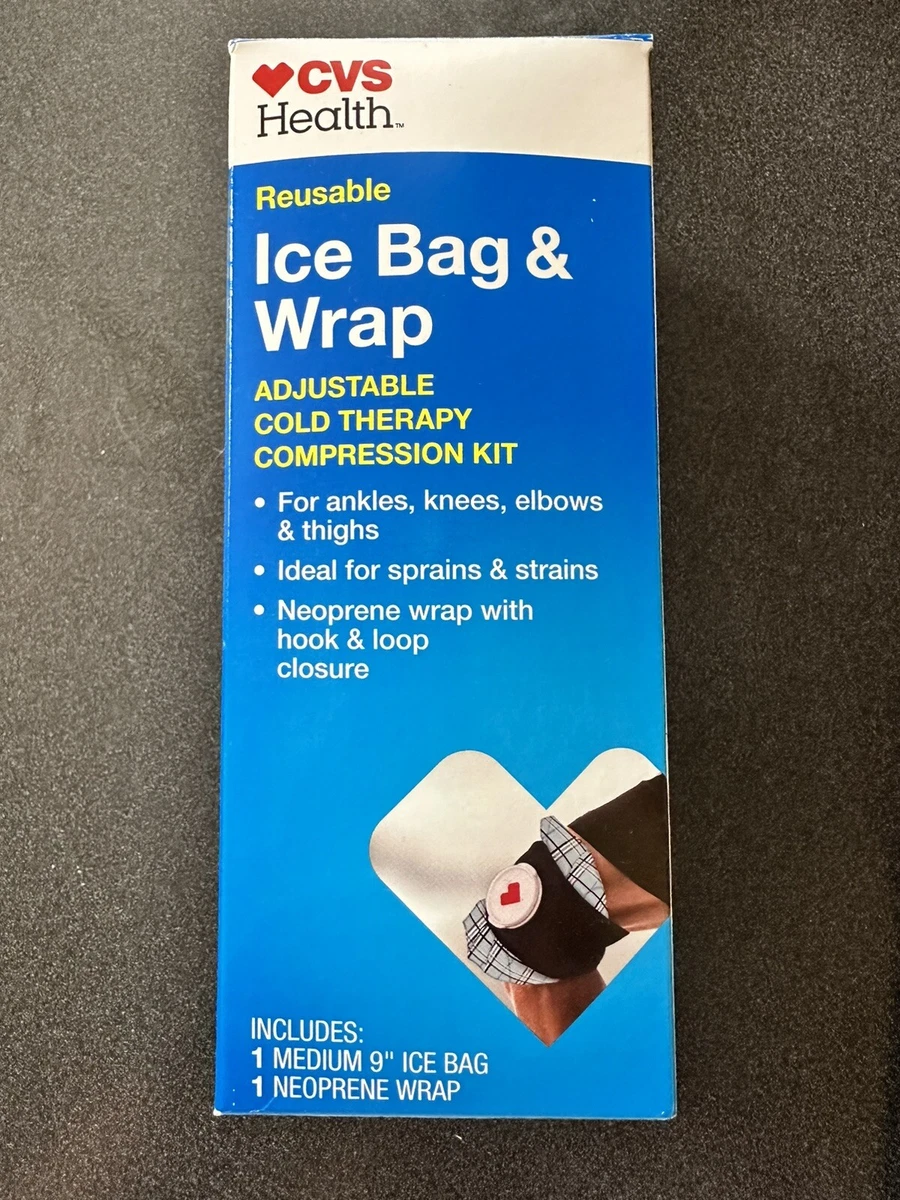 CVS
Health™
Reusable
Ice Bag &
Wrap
ADJUSTABLE
COLD THERAPY
COMPRESSION KIT
• For ankles, knees, elbows
& thighs
• Ideal for sprains & strains
• Neoprene wrap with
hook & loop
closure
INCLUDES:
1 MEDIUM 9" ICE BAG
1 NEOPRENE WRAP